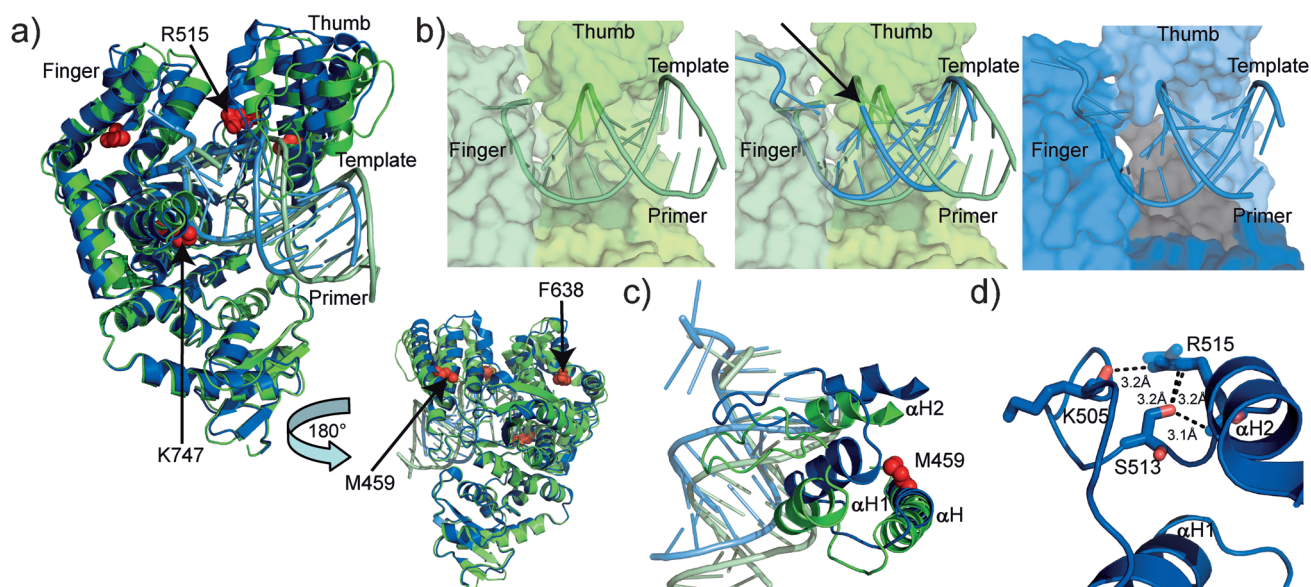 a)
R515
Thumb
Finger
Template
Primer
K747
180°
M459
F638
b)
Thumb
Template
Finger
Primer
Thumb
Template
Finger
Primer
Thumb
Template
Finger
Primer
c)
αH2
M459
αH1
αH
d)
R515
3.2Å
K505
3.2Å
3.2Å
3.1Å
αH2
S513
αH1